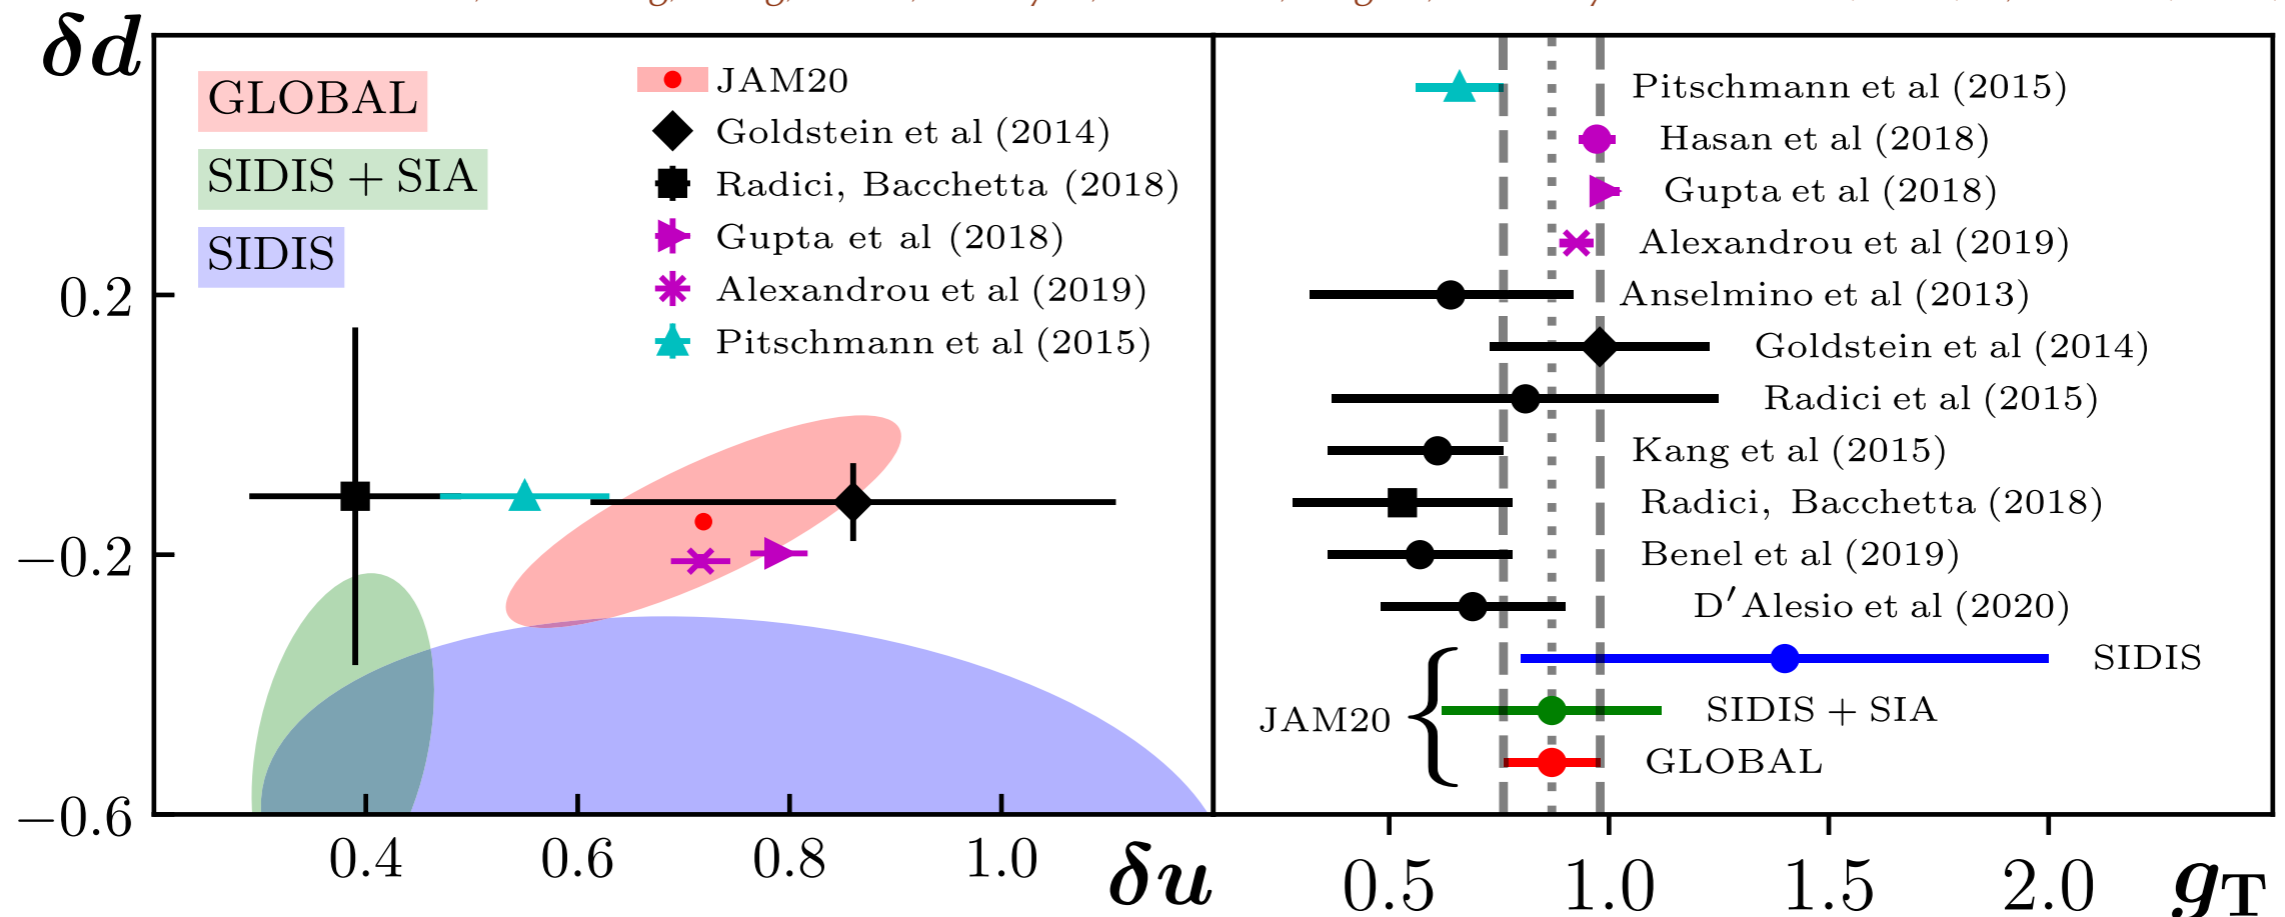 δd
GLOBAL
SIDIS + SIA
SIDIS
JAM20
Goldstein et al (2014)
Radici, Bacchetta (2018)
Gupta et al (2018)
Alexandrou et al (2019)
Pitschmann et al (2015)
0.2
−0.2
−0.6
0.4
0.6
0.8
1.0
δu
Pitschmann et al (2015)
Hasan et al (2018)
Gupta et al (2018)
Alexandrou et al (2019)
Anselmino et al (2013)
Goldstein et al (2014)
Radici et al (2015)
Kang et al (2015)
Radici, Bacchetta (2018)
Benel et al (2019)
D′Alesio et al (2020)
SIDIS
JAM20
SIDIS + SIA
GLOBAL
0.5
1.0
1.5
2.0
g_T